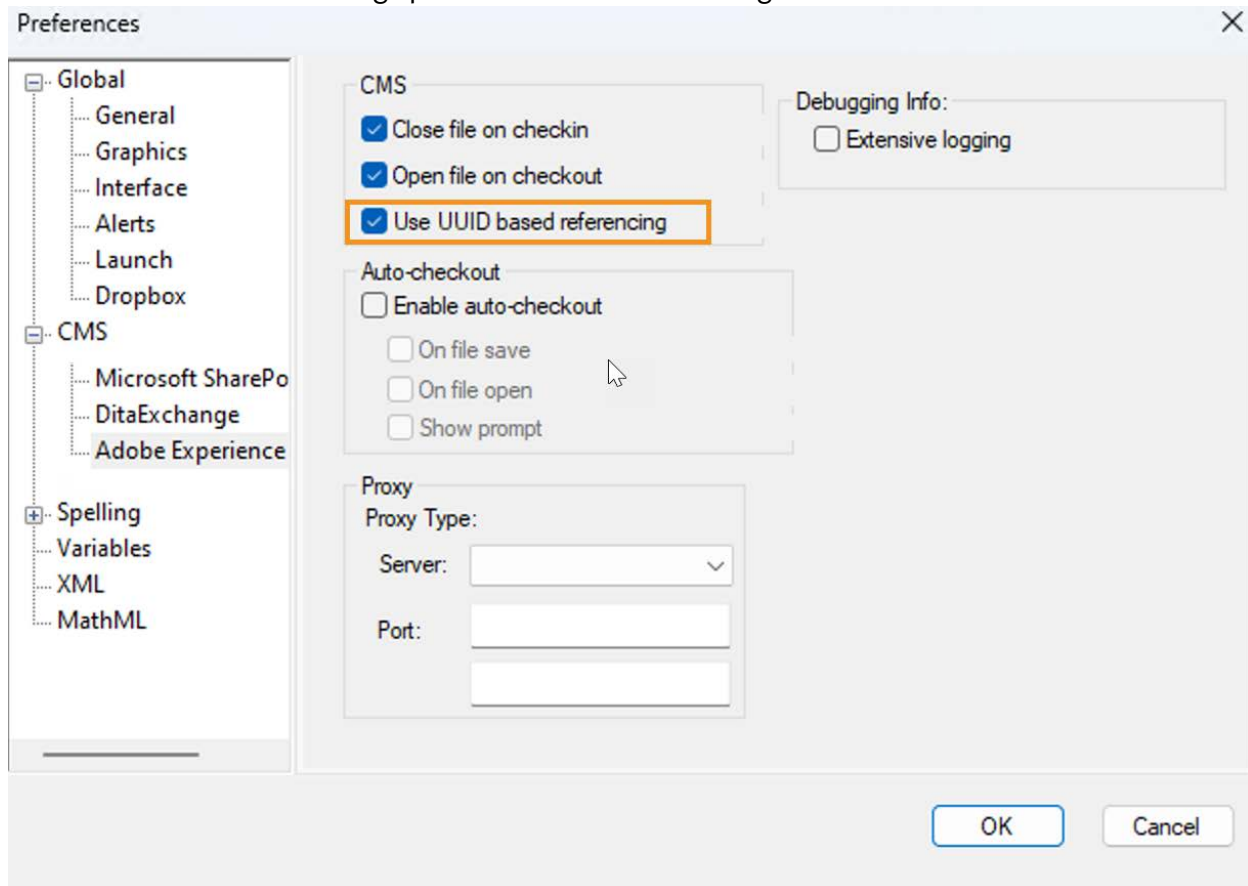 Preferences
Global
General
Graphics
Interface
Alerts
Launch
Dropbox
CMS
Microsoft SharePo
DitaExchange
Adobe Experience
Spelling
Variables
XML
MathML
CMS
Close file on checkin
Open file on checkout
Use UUID based referencing
Auto-checkout
Enable auto-checkout
On file save
On file open
Show prompt
Proxy
Proxy Type:
Server:
Port:
Debugging Info:
Extensive logging
OK
Cancel